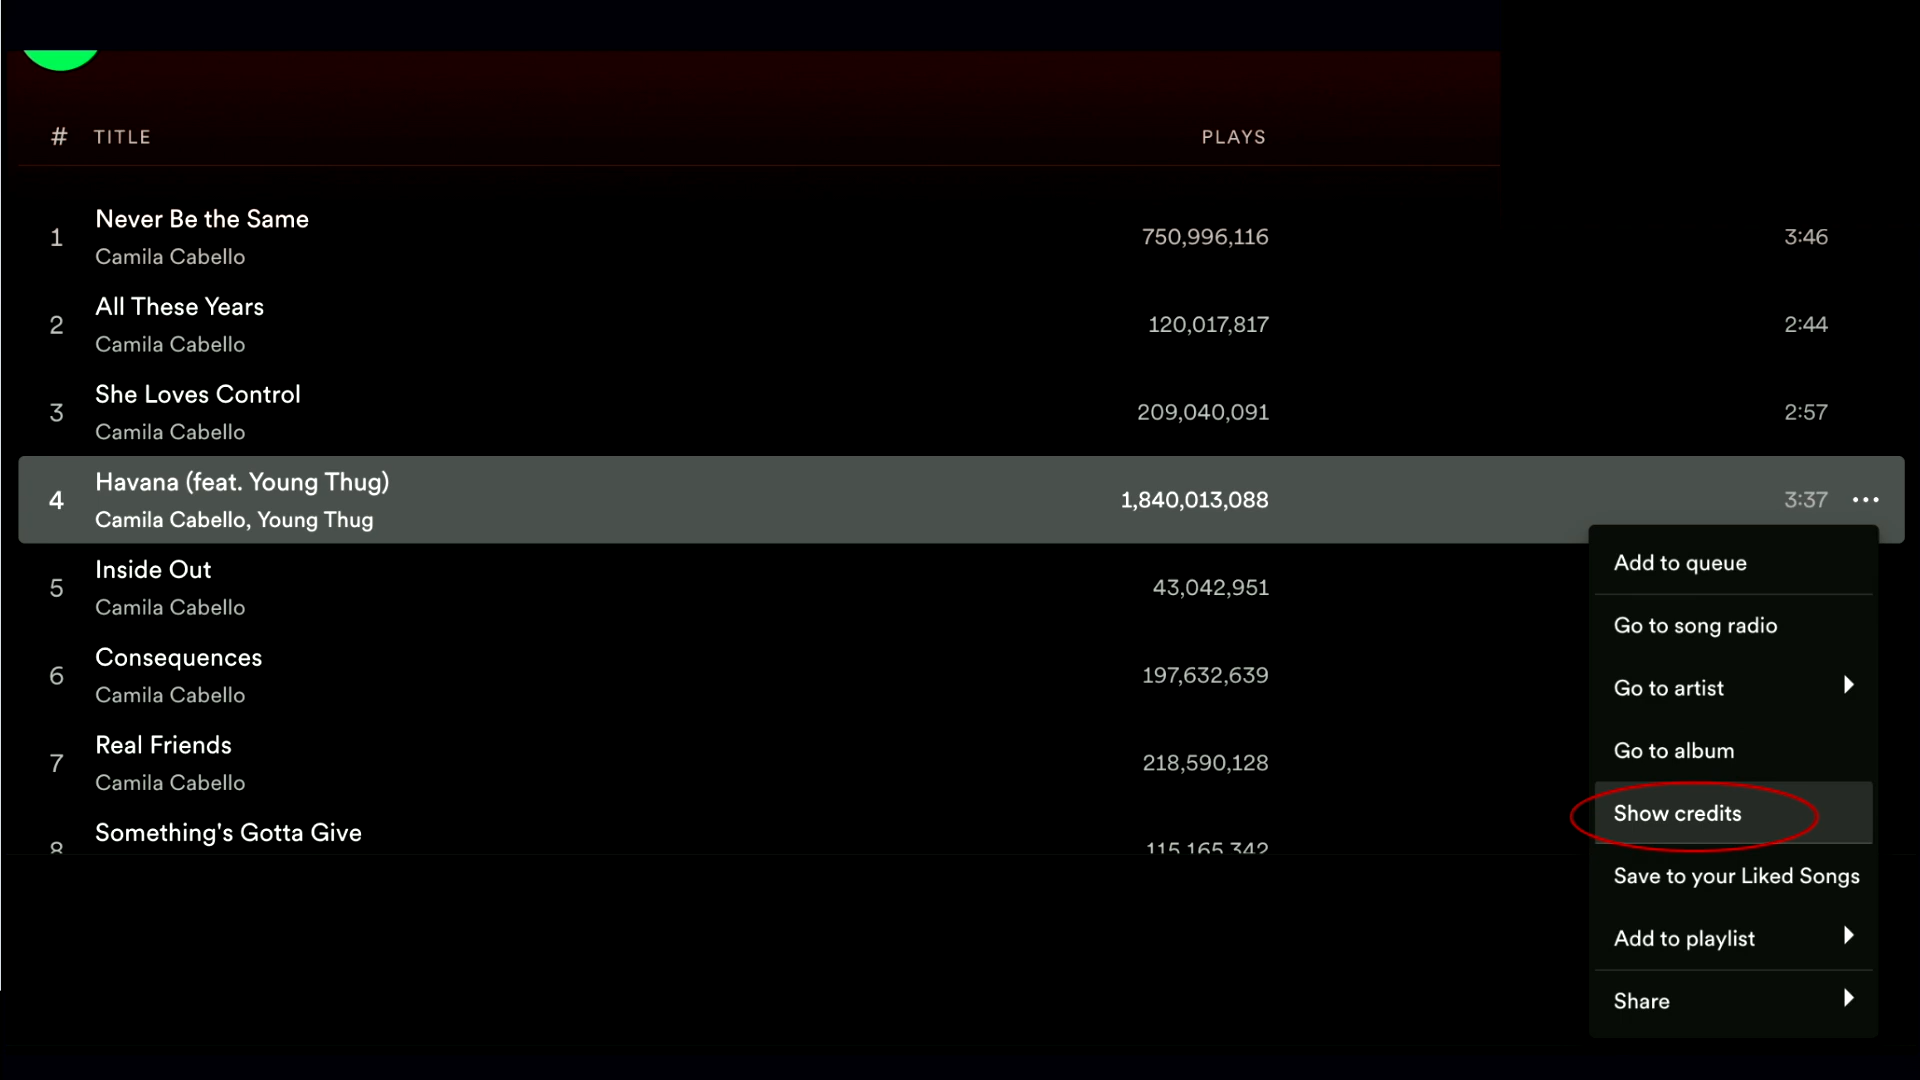 # TITLE PLAYS
1 Never Be the Same 750,996,116 3:46
Camila Cabello
2 All These Years 120,017,817 2:44
Camila Cabello
3 She Loves Control 209,040,091 2:57
Camila Cabello
4 Havana (feat. Young Thug) 1,840,013,088 3:37 •••
Camila Cabello, Young Thug
5 Inside Out 43,042,951
Camila Cabello
6 Consequences 197,632,639
Camila Cabello
7 Real Friends 218,590,128
Camila Cabello
8 Something's Gotta Give 115,165,342
Add to queue
Go to song radio
Go to artist
Go to album
Show credits
Save to your Liked Songs
Add to playlist
Share